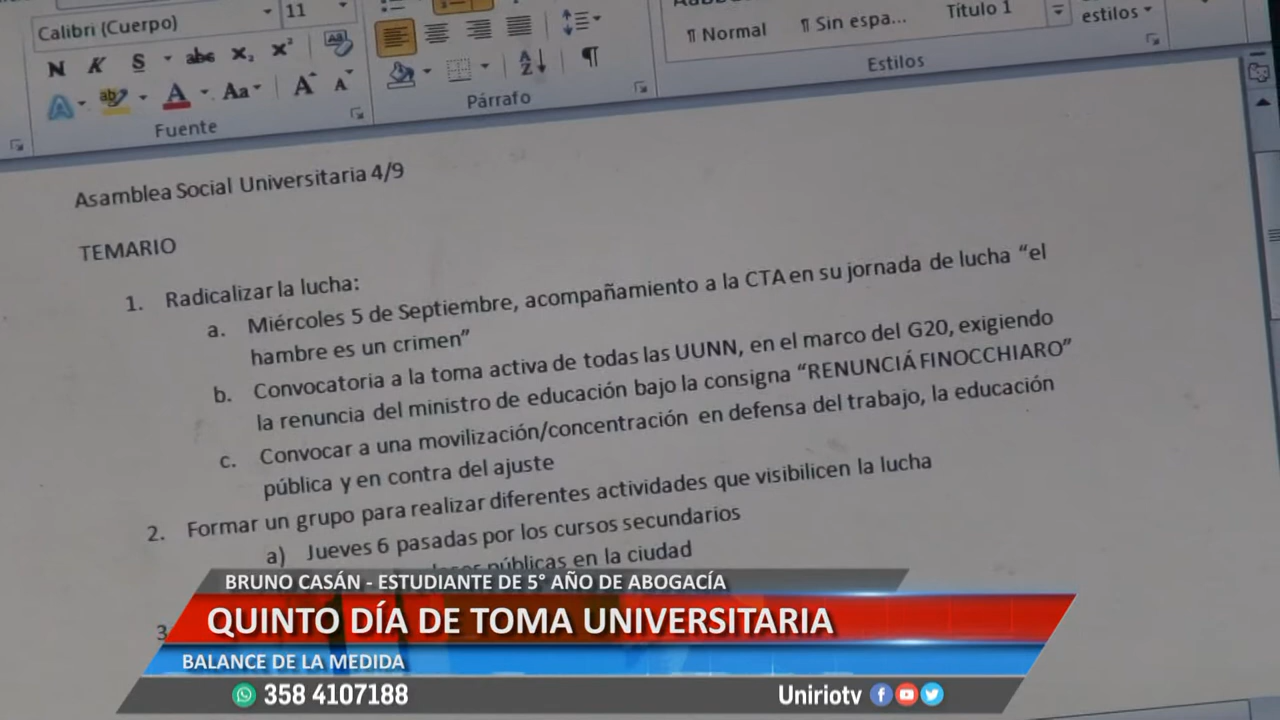 Calibri (Cuerpo)
11
N K S abc X₂ X²
ab A Aa A A
A Z
¶
Fuente
Párrafo
¶ Normal
¶ Sin espa...
Título 1
estilos
Estilos
Asamblea Social Universitaria 4/9
TEMARIO
1. Radicalizar la lucha:
a. Miércoles 5 de Septiembre, acompañamiento a la CTA en su jornada de lucha “el
hambre es un crimen”
b. Convocatoria a la toma activa de todas las UUNN, en el marco del G20, exigiendo
la renuncia del ministro de educación bajo la consigna “RENUNCIÁ FINOCCHIARO”
c. Convocar a una movilización/concentración en defensa del trabajo, la educación
pública y en contra del ajuste
2. Formar un grupo para realizar diferentes actividades que visibilicen la lucha
a) Jueves 6 pasadas por los cursos secundarios
públicas en la ciudad
3
BRUNO CASÁN - ESTUDIANTE DE 5° AÑO DE ABOGACÍA
QUINTO DÍA DE TOMA UNIVERSITARIA
BALANCE DE LA MEDIDA
358 4107188
Uniriotv